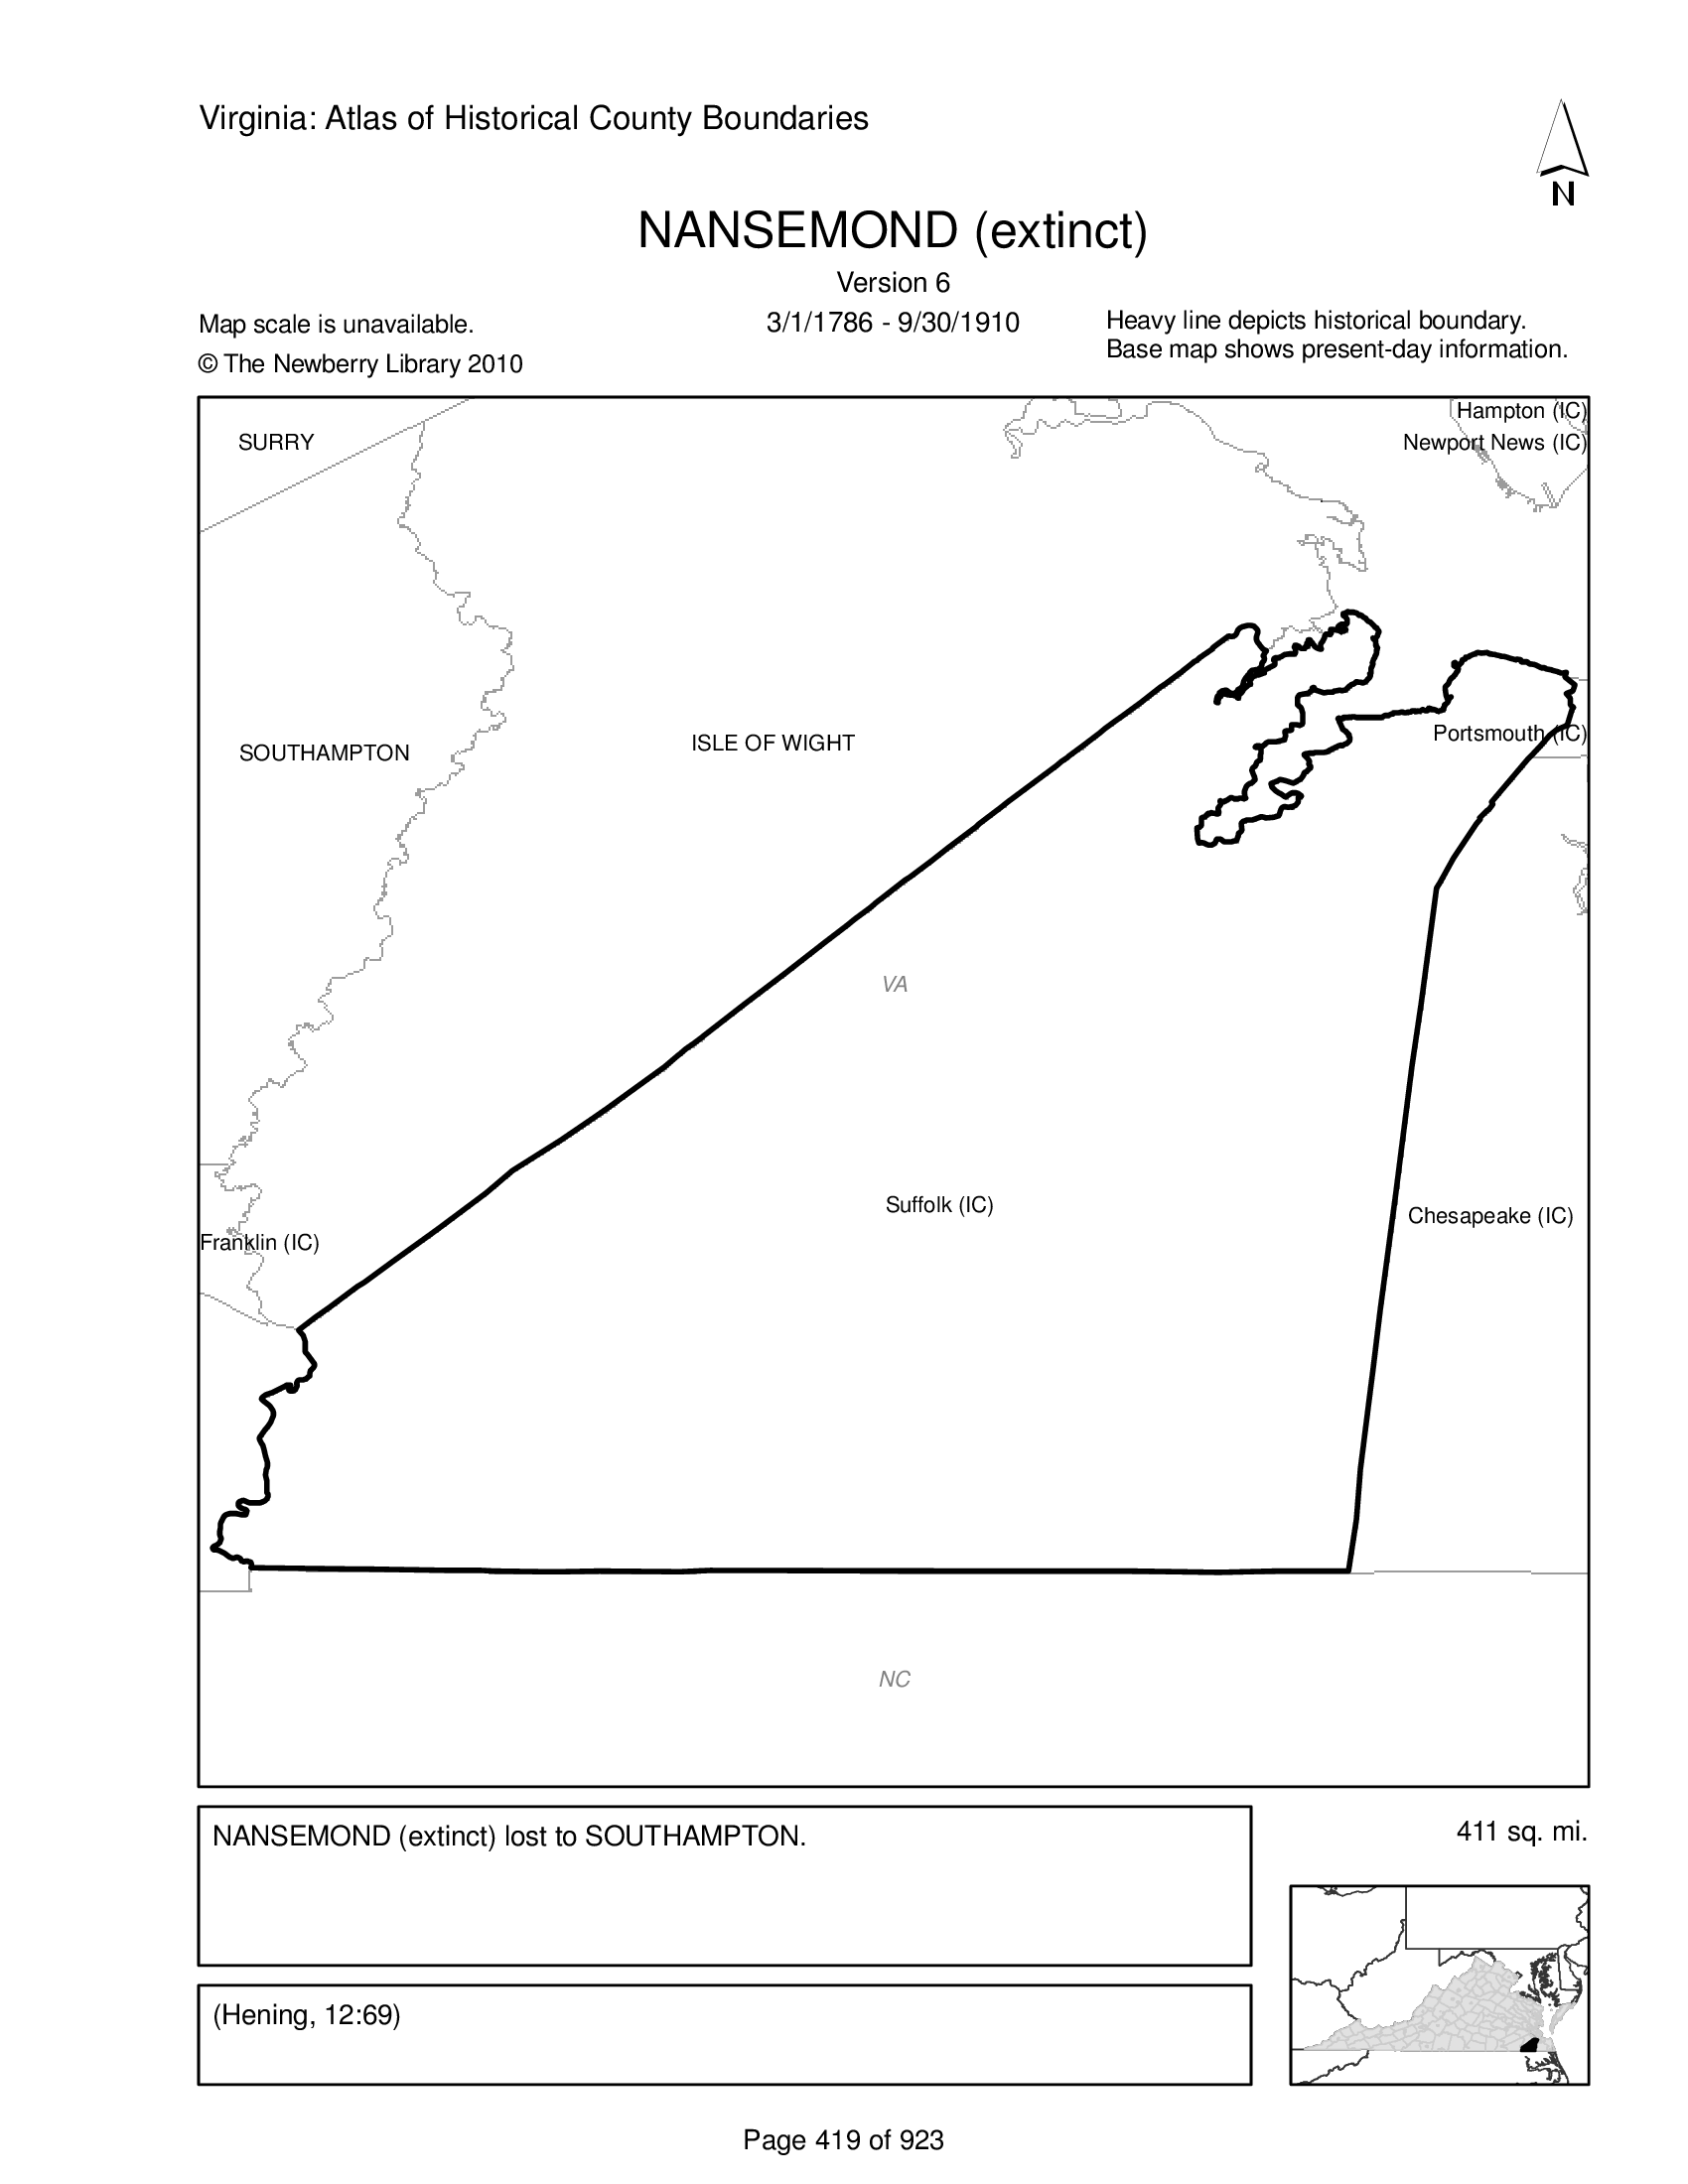 Virginia: Atlas of Historical County Boundaries
N
NANSEMOND (extinct)
Version 6
3/1/1786 - 9/30/1910
Map scale is unavailable.
© The Newberry Library 2010
Heavy line depicts historical boundary.
Base map shows present-day information.
Hampton (IC)
SURRY
Newport News (IC)
Portsmouth (IC)
ISLE OF WIGHT
SOUTHAMPTON
VA
Suffolk (IC)
Chesapeake (IC)
Franklin (IC)
NC
NANSEMOND (extinct) lost to SOUTHAMPTON.
411 sq. mi.
(Hening, 12:69)
Page 419 of 923